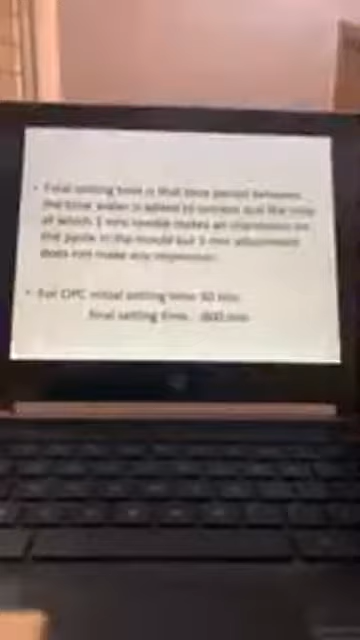 • Final setting time is that time period between
the time water is added to cement and the time
at which 1 mm needle makes an impression on
the paste in the mould but 5 mm attachment
does not make any impression.
• For OPC initial setting time 30 min
final setting time 600 min